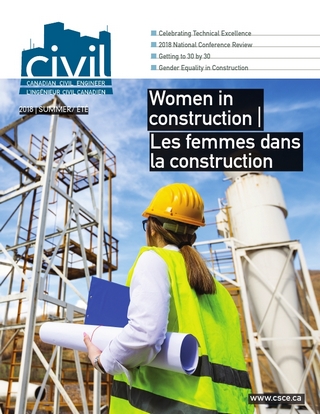 civil
CANADIAN CIVIL ENGINEER
L'INGÉNIEUR CIVIL CANADIEN
2018 | SUMMER/ ÉTÉ
Celebrating Technical Excellence
2018 National Conference Review
Getting to 30 by 30
Gender Equality in Construction
Women in
construction |
Les femmes dans
la construction
www.csce.ca